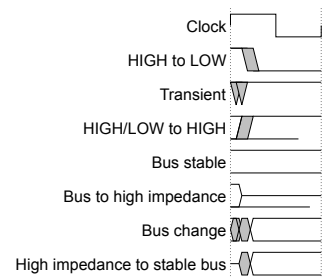 Clock
HIGH to LOW
Transient
HIGH/LOW to HIGH
Bus stable
Bus to high impedance
Bus change
High impedance to stable bus